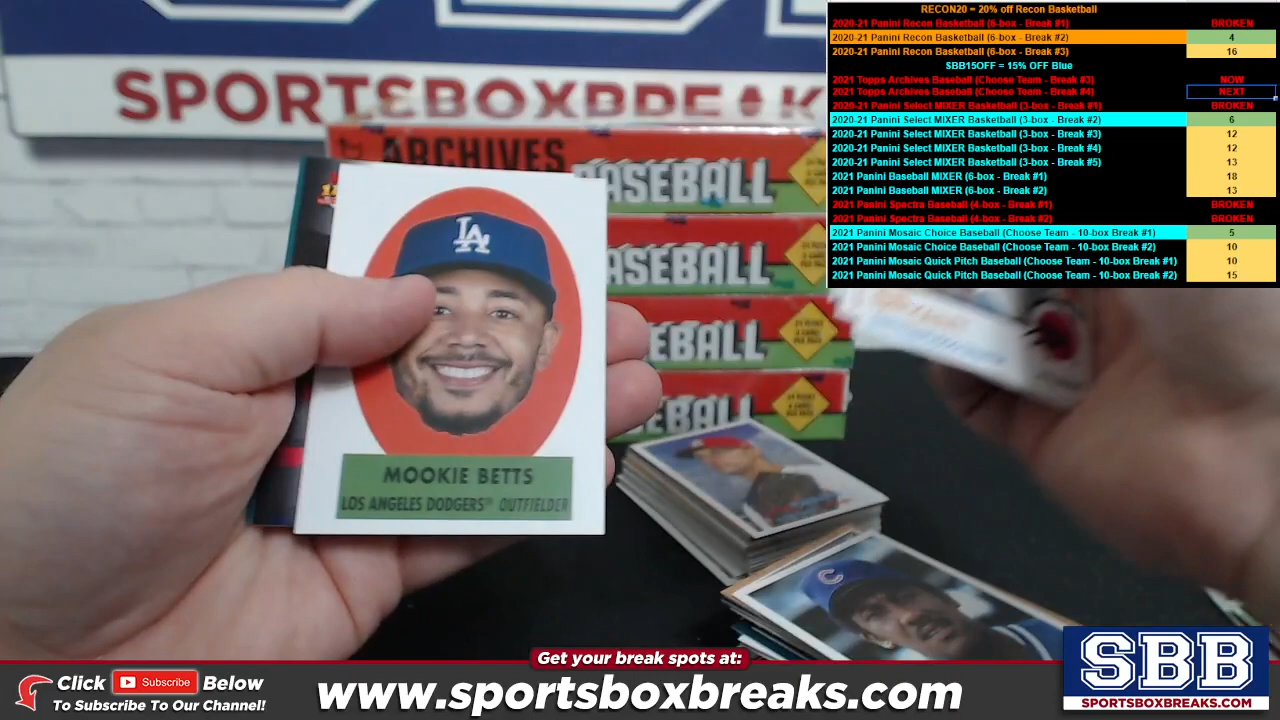 RECON20 = 20% off Recon Basketball
2020-21 Panini Recon Basketball (6-box - Break #1) BROKEN
2020-21 Panini Recon Basketball (6-box - Break #2) 4
2020-21 Panini Recon Basketball (6-box - Break #3) 16
SBB15OFF = 15% OFF Blue
2021 Topps Archives Baseball (Choose Team - Break #3) NOW
2021 Topps Archives Baseball (Choose Team - Break #4) NEXT
2020-21 Panini Select MIXER Basketball (3-box - Break #1) BROKEN
2020-21 Panini Select MIXER Basketball (3-box - Break #2) 6
2020-21 Panini Select MIXER Basketball (3-box - Break #3) 12
2020-21 Panini Select MIXER Basketball (3-box - Break #4) 12
2020-21 Panini Select MIXER Basketball (3-box - Break #5) 13
2021 Panini Baseball MIXER (6-box - Break #1) 18
2021 Panini Baseball MIXER (6-box - Break #2) 13
2021 Panini Spectra Baseball (4-box - Break #1) BROKEN
2021 Panini Spectra Baseball (4-box - Break #2) BROKEN
2021 Panini Mosaic Choice Baseball (Choose Team - 10-box Break #1) 5
2021 Panini Mosaic Choice Baseball (Choose Team - 10-box Break #2) 10
2021 Panini Mosaic Quick Pitch Baseball (Choose Team - 10-box Break #1) 10
2021 Panini Mosaic Quick Pitch Baseball (Choose Team - 10-box Break #2) 15
SPORTSBOXBREAK
ARCHIVES BASEBALL
BASEBALL
EBALL
EBALL
LA
MOOKIE BETTS
LOS ANGELES DODGERS™ OUTFIELDER
C
Get your break spots at:
Click Subscribe Below
To Subscribe To Our Channel!
www.sportsboxbreaks.com
SBB
SPORTSBOXBREAKS.COM